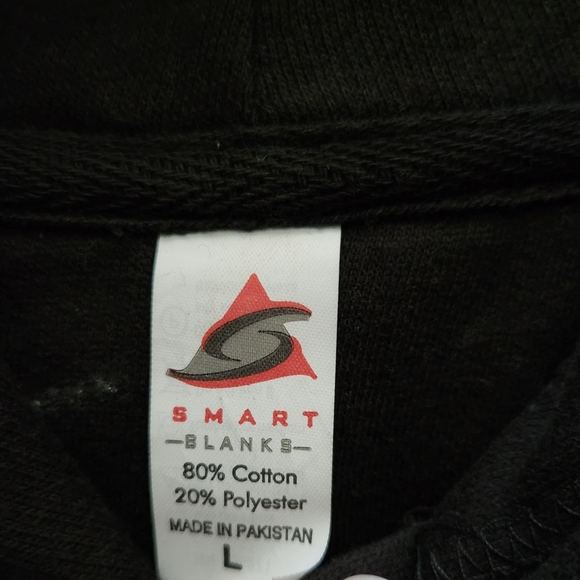 SMART
—BLANKS—
80% Cotton
20% Polyester
MADE IN PAKISTAN
L